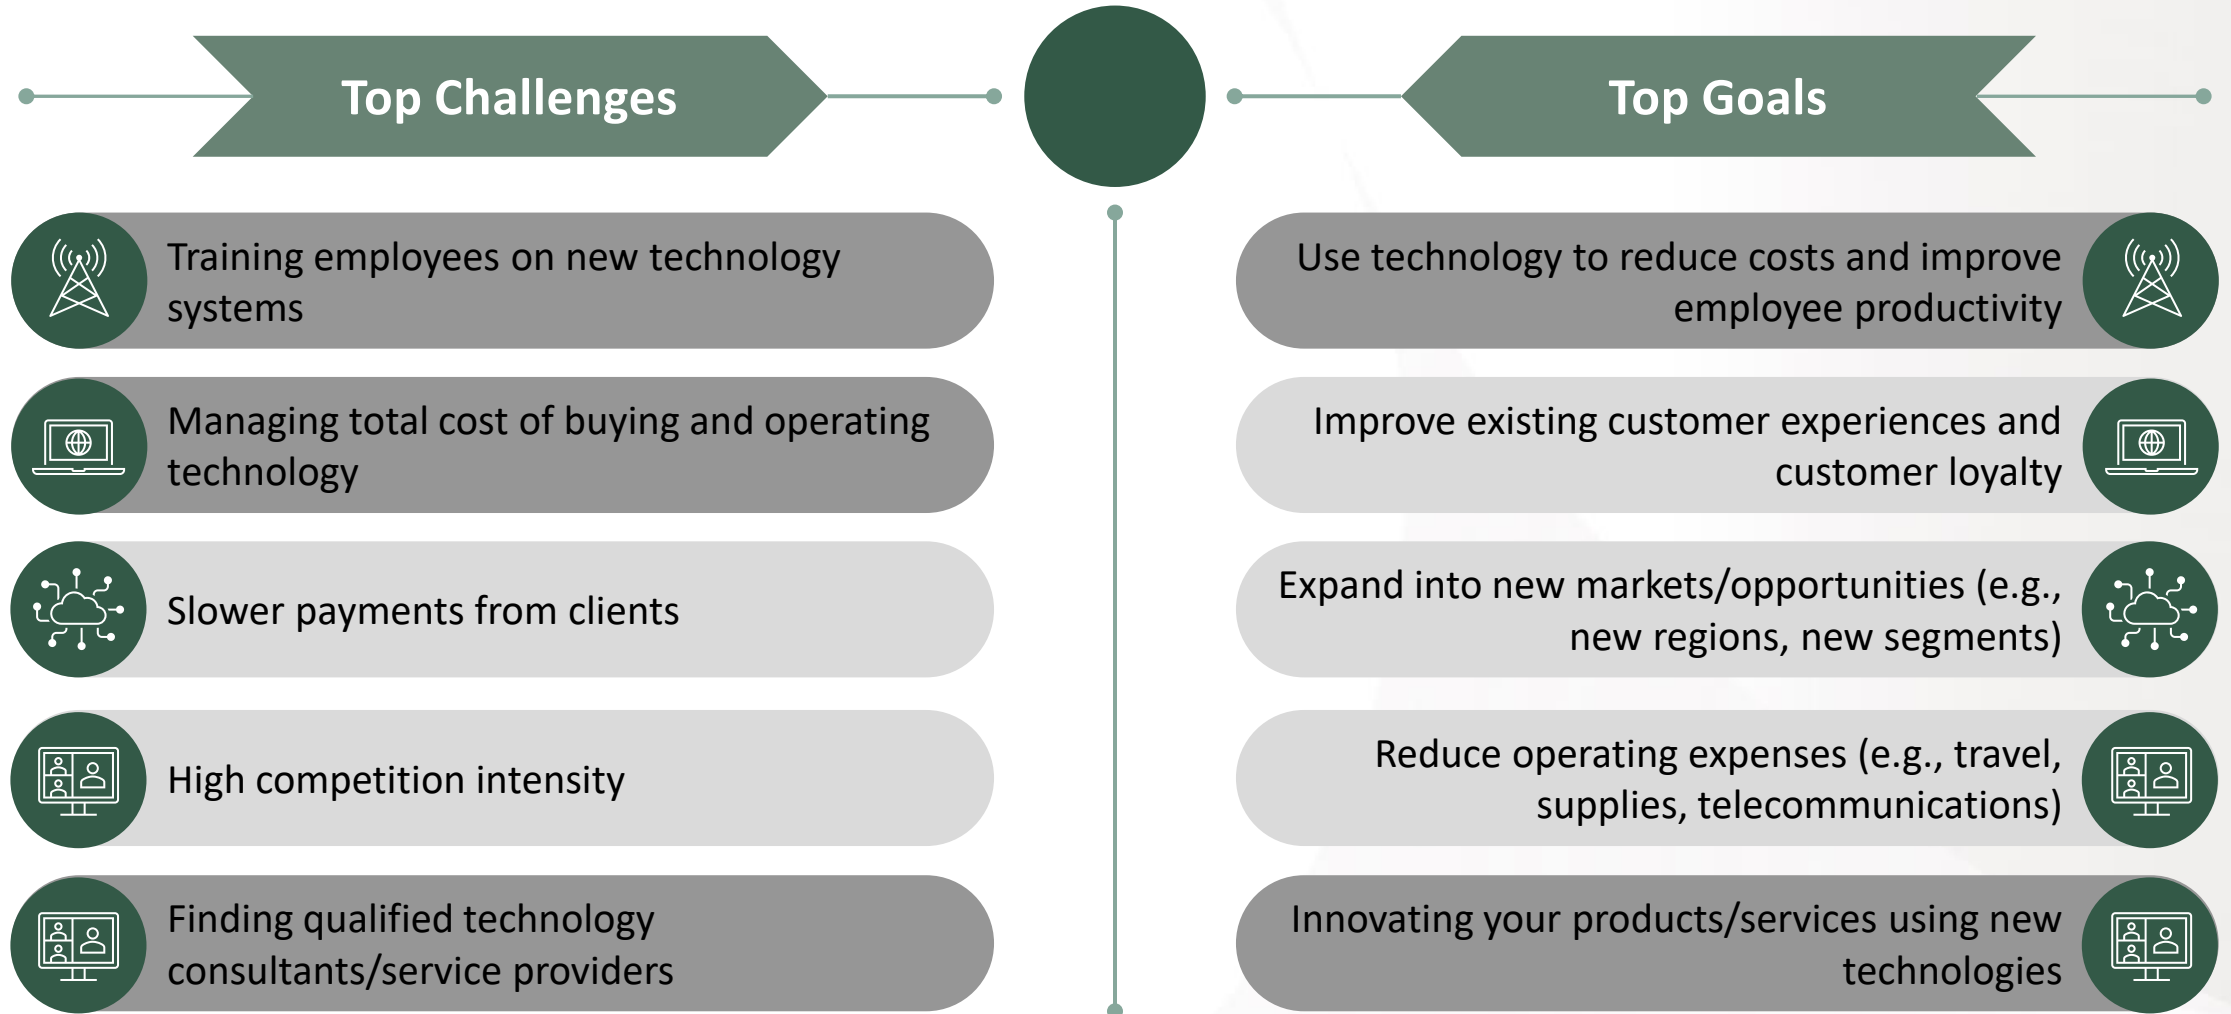 Top Challenges
Training employees on new technology
systems
Managing total cost of buying and operating
technology
Slower payments from clients
High competition intensity
Finding qualified technology
consultants/service providers
Top Goals
Use technology to reduce costs and improve
employee productivity
Improve existing customer experiences and
customer loyalty
Expand into new markets/opportunities (e.g.,
new regions, new segments)
Reduce operating expenses (e.g., travel,
supplies, telecommunications)
Innovating your products/services using new
technologies